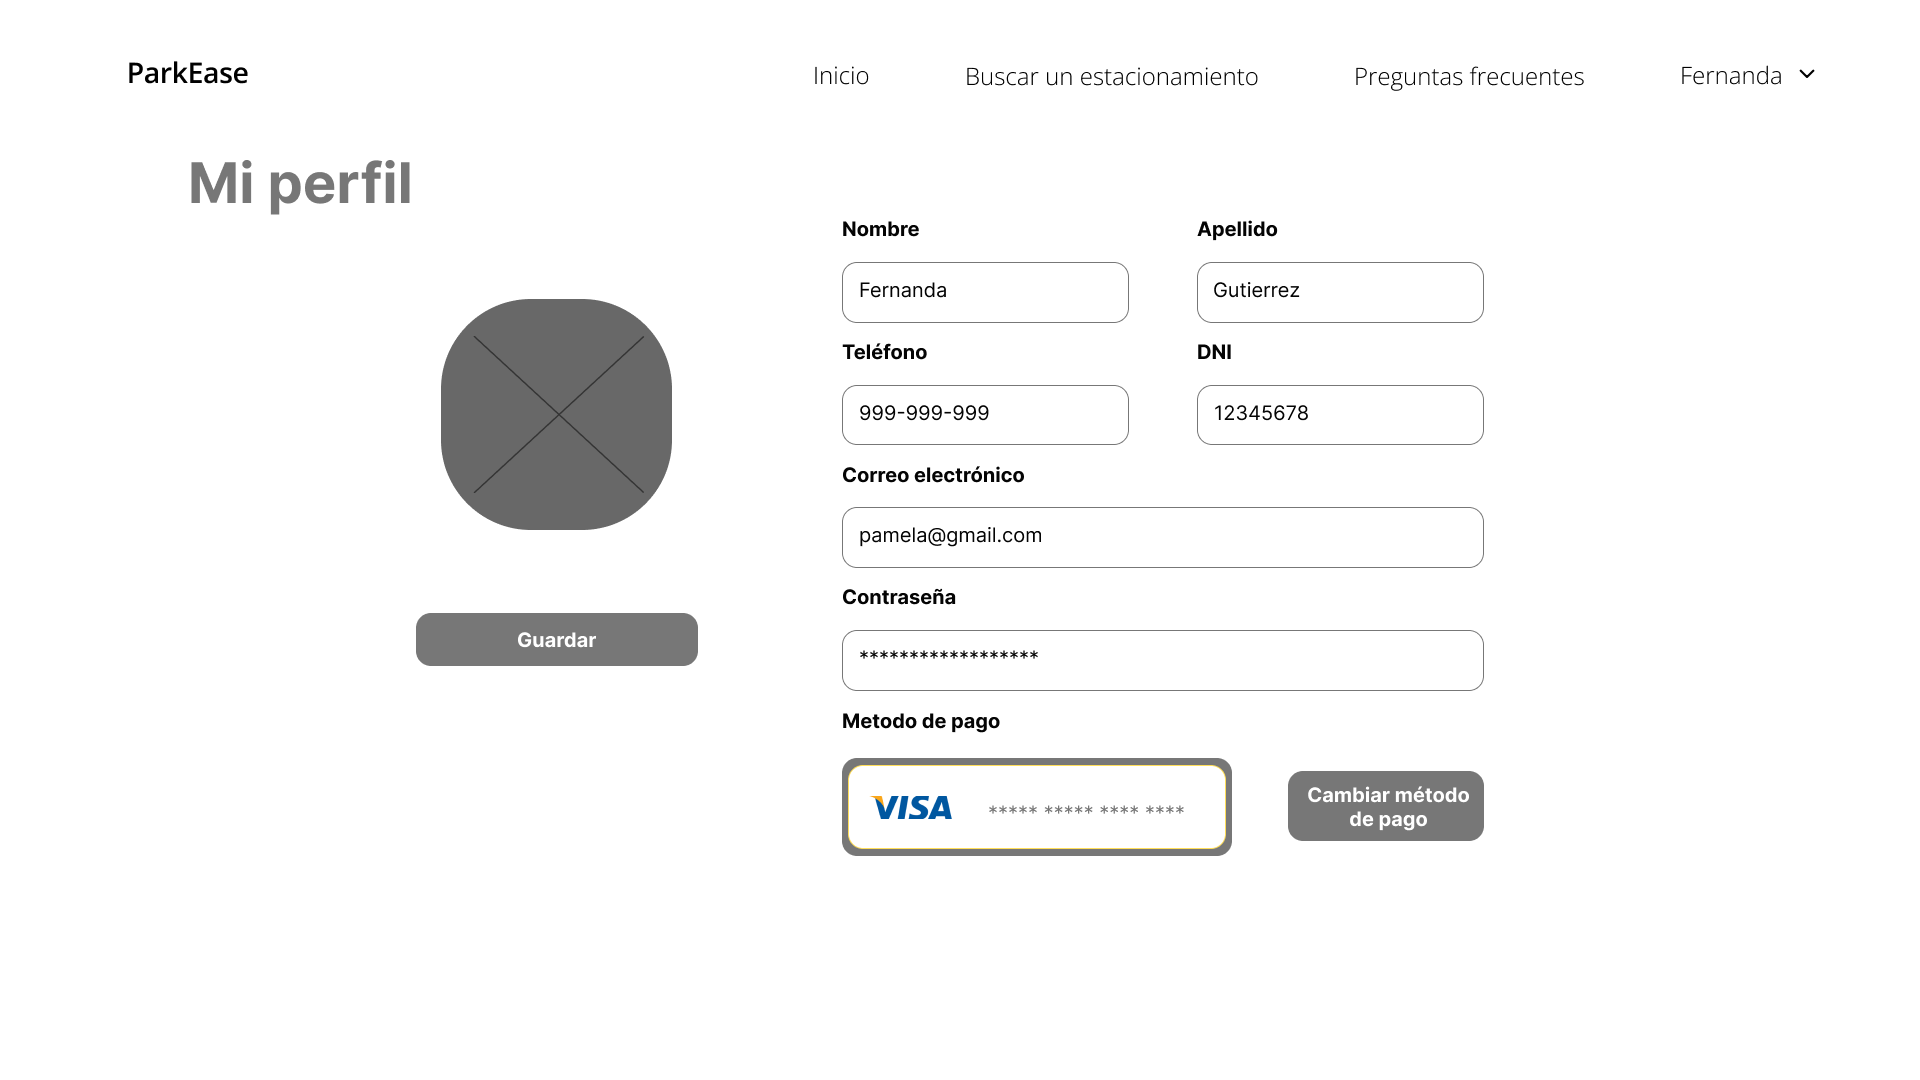 ParkEase
Inicio
Buscar un estacionamiento
Preguntas frecuentes
Fernanda
Mi perfil
Nombre
Apellido
Fernanda
Gutierrez
Teléfono
DNI
999-999-999
12345678
Correo electrónico
pamela@gmail.com
Contraseña
******************
Metodo de pago
VISA
***** ***** **** ****
Cambiar método
de pago
Guardar